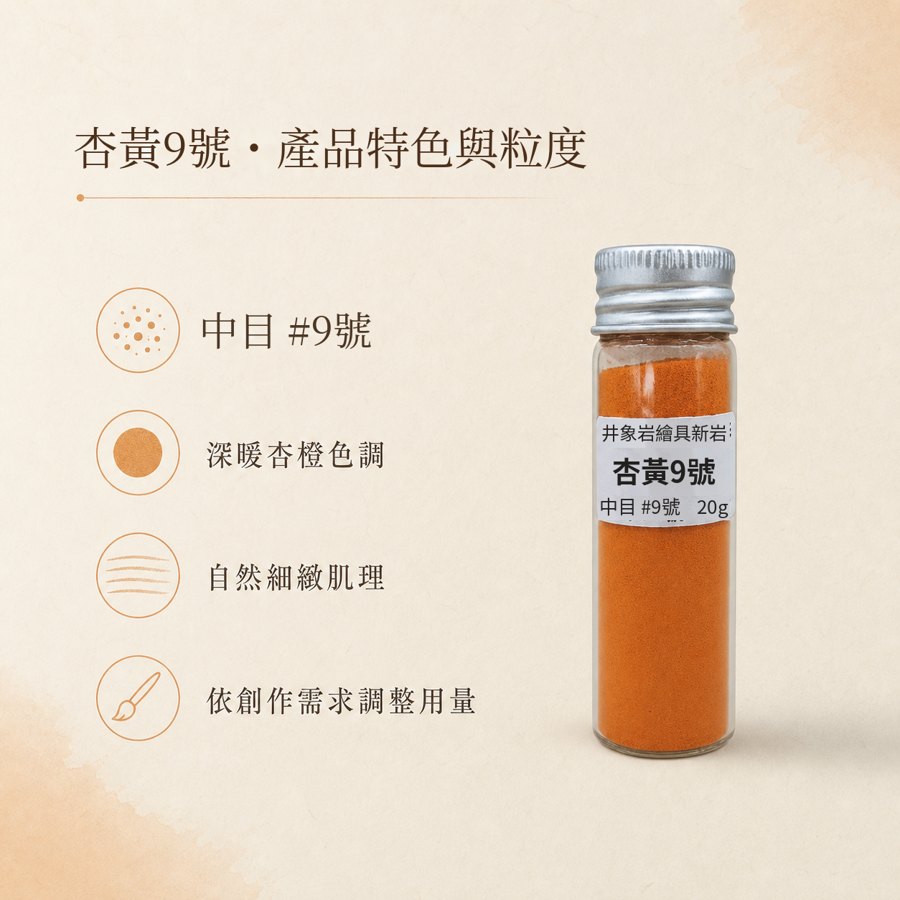 杏黃9號・產品特色與粒度
中目 #9號
深暖杏橙色調
自然細緻肌理
依創作需求調整用量
井象岩繪具新岩
杏黃9號
中目 #9號 20g